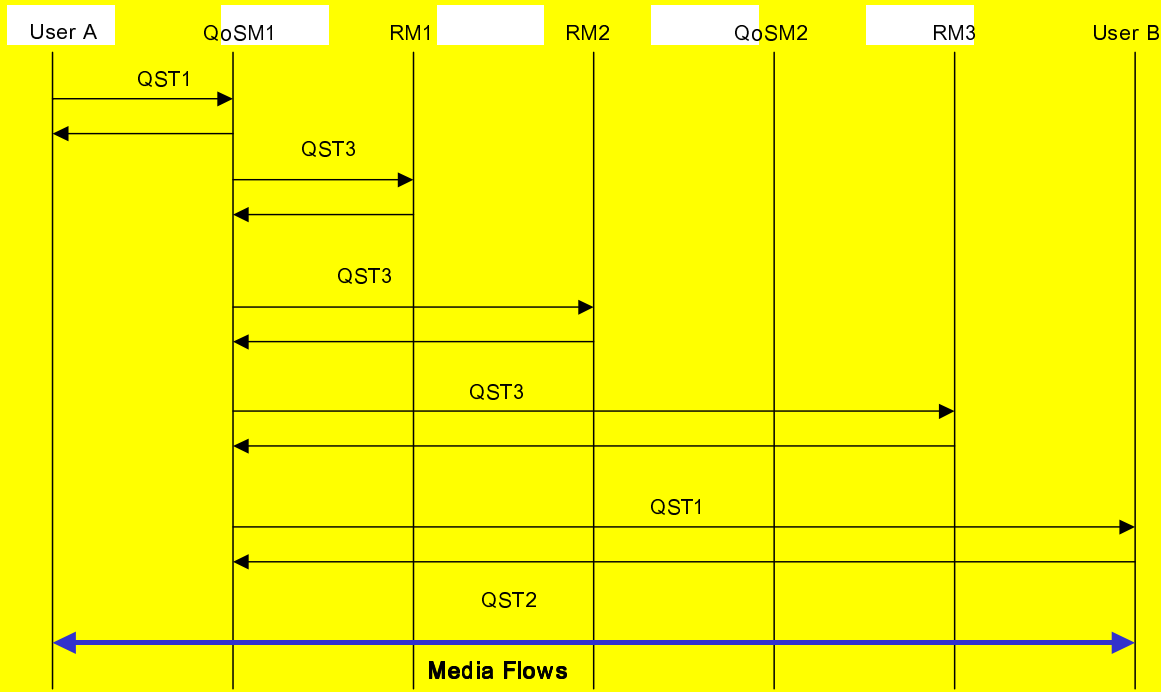 User A QoSM1 RM1 RM2 QoSM2 RM3 User B
QST1
QST3
QST3
QST3
QST1
QST2
Media Flows